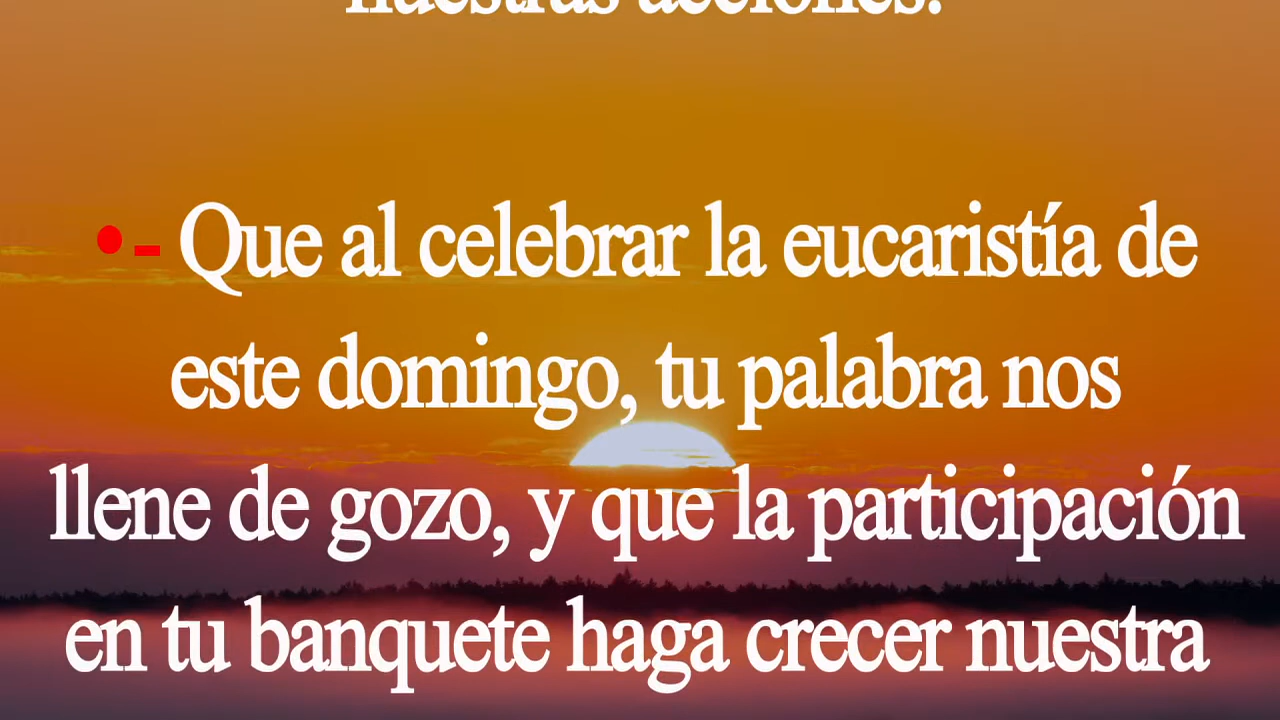 nuestras acciones.
•- Que al celebrar la eucaristía de
este domingo, tu palabra nos
llene de gozo, y que la participación
en tu banquete haga crecer nuestra